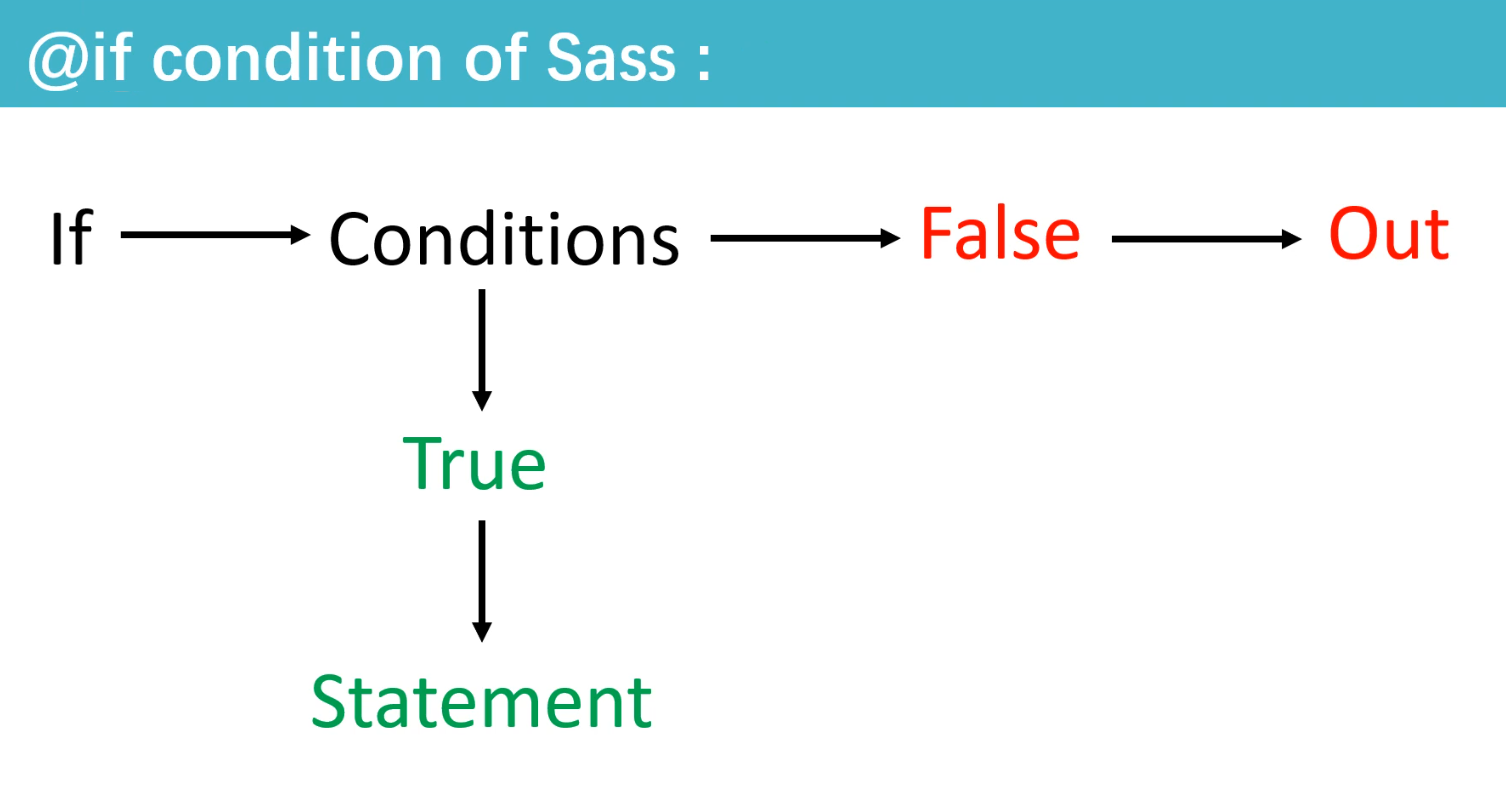 @if condition of Sass :
If Conditions False Out
True
Statement